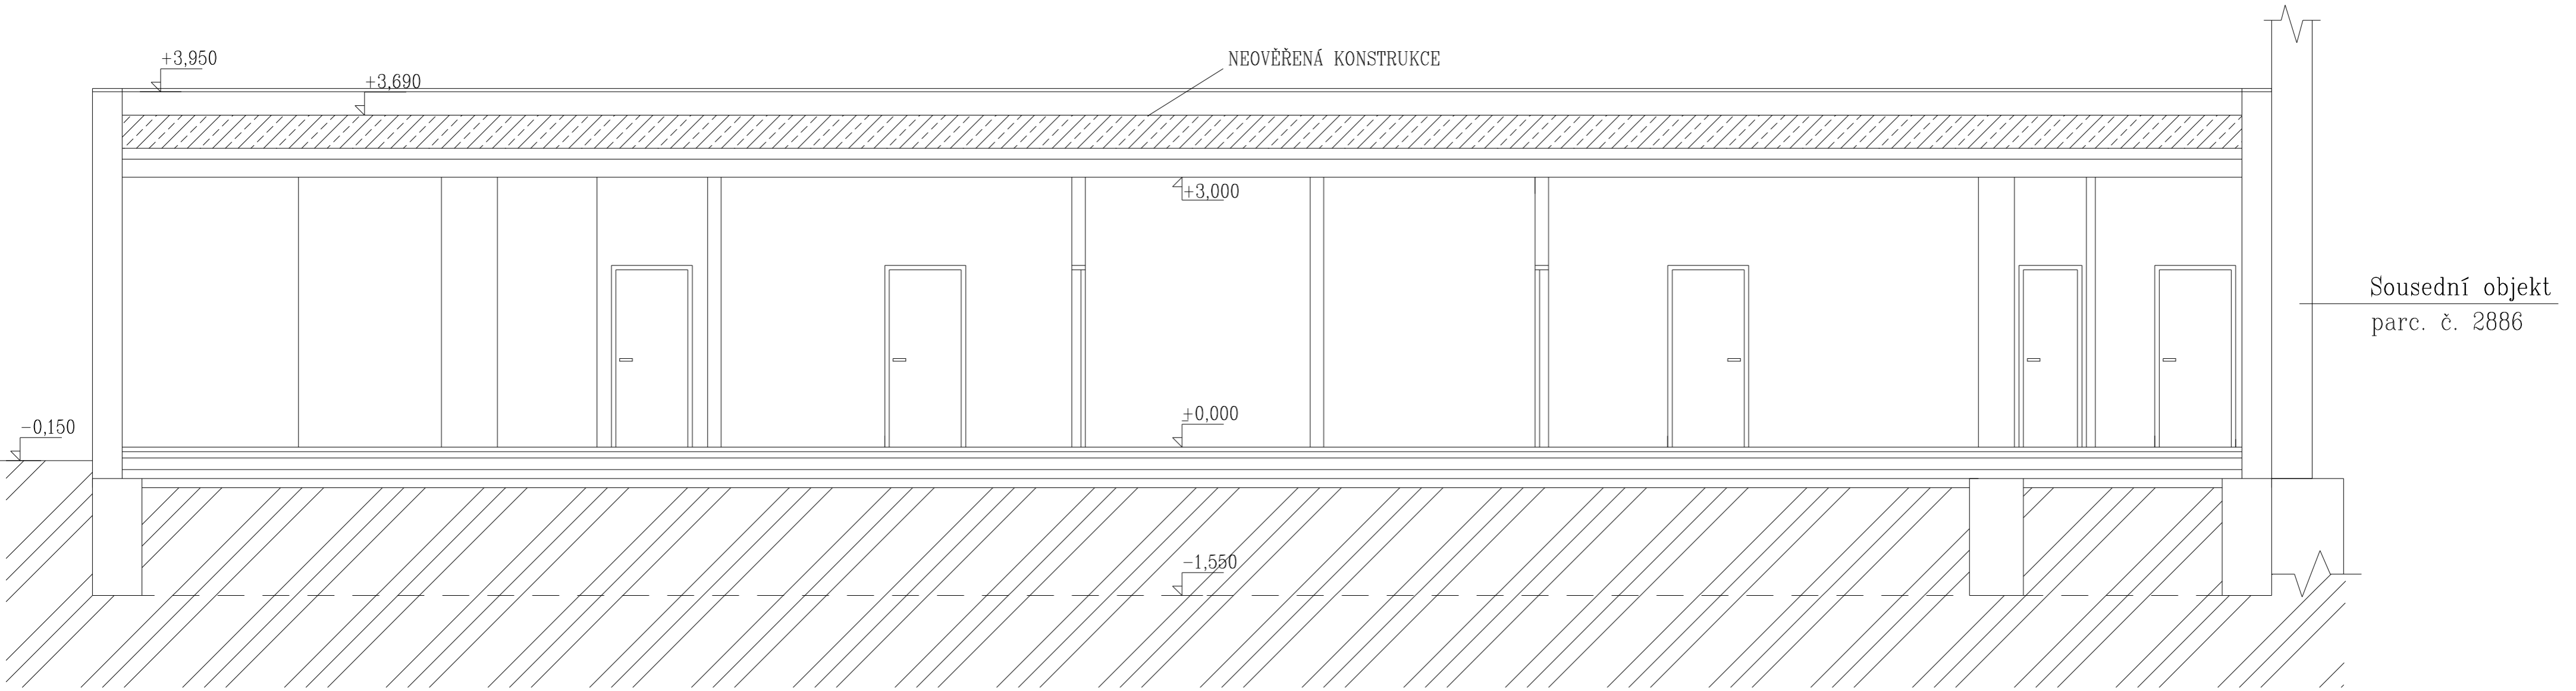 +3,950
+3,690
NEOVĚŘENÁ KONSTRUKCE
+3,000
Sousední objekt
parc. č. 2886
±0,000
-0,150
-1,550